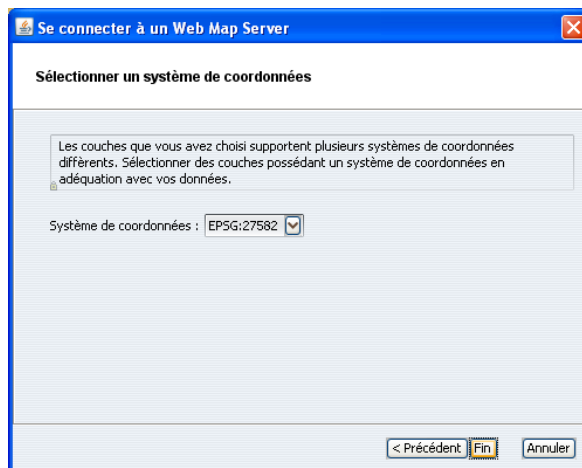 Se connecter à un Web Map Server
Sélectionner un système de coordonnées
Les couches que vous avez choisi supportent plusieurs systèmes de coordonnées
diffèrents. Sélectionner des couches possédant un système de coordonnées en
adéquation avec vos données.
Système de coordonnées : EPSG:27582
< Précédent Fin Annuler